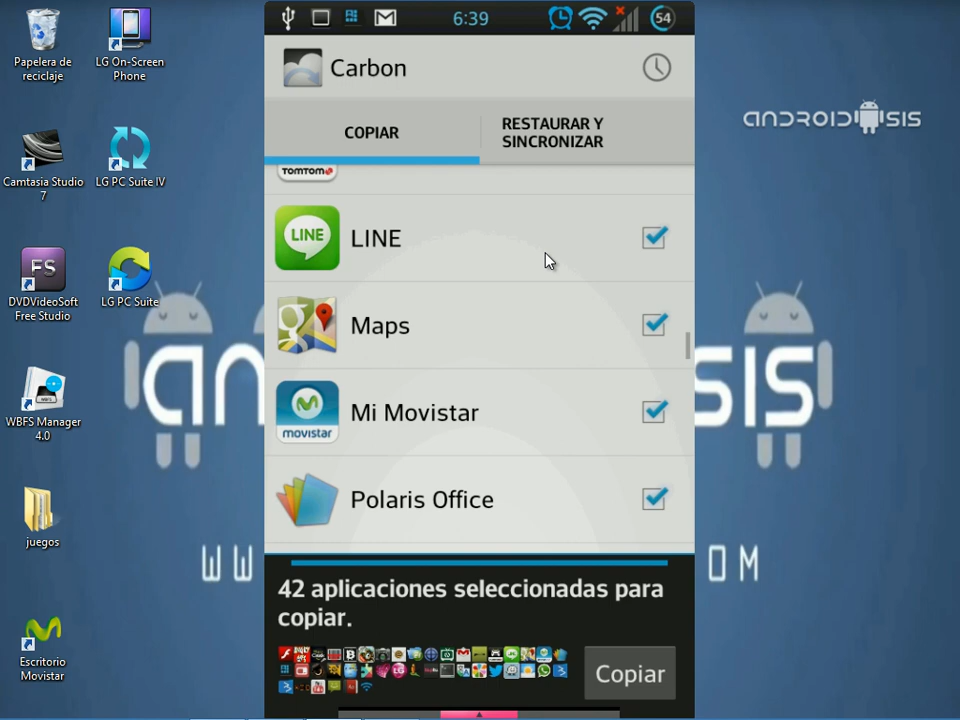 6:39
54
Papelera de
reciclaje
LG On-Screen
Phone
Carbon
COPIAR
RESTAURAR Y
SINCRONIZAR
ANDROIDSIS
Camtasia Studio
7
LG PC Suite IV
TOMTOM
LINE
LINE
FS
DVDVideoSoft
Free Studio
LG PC Suite
Maps
Mi Movistar
movistar
WBFS Manager
4.0
Polaris Office
juegos
42 aplicaciones seleccionadas para
copiar.
Copiar
Escritorio
Movistar